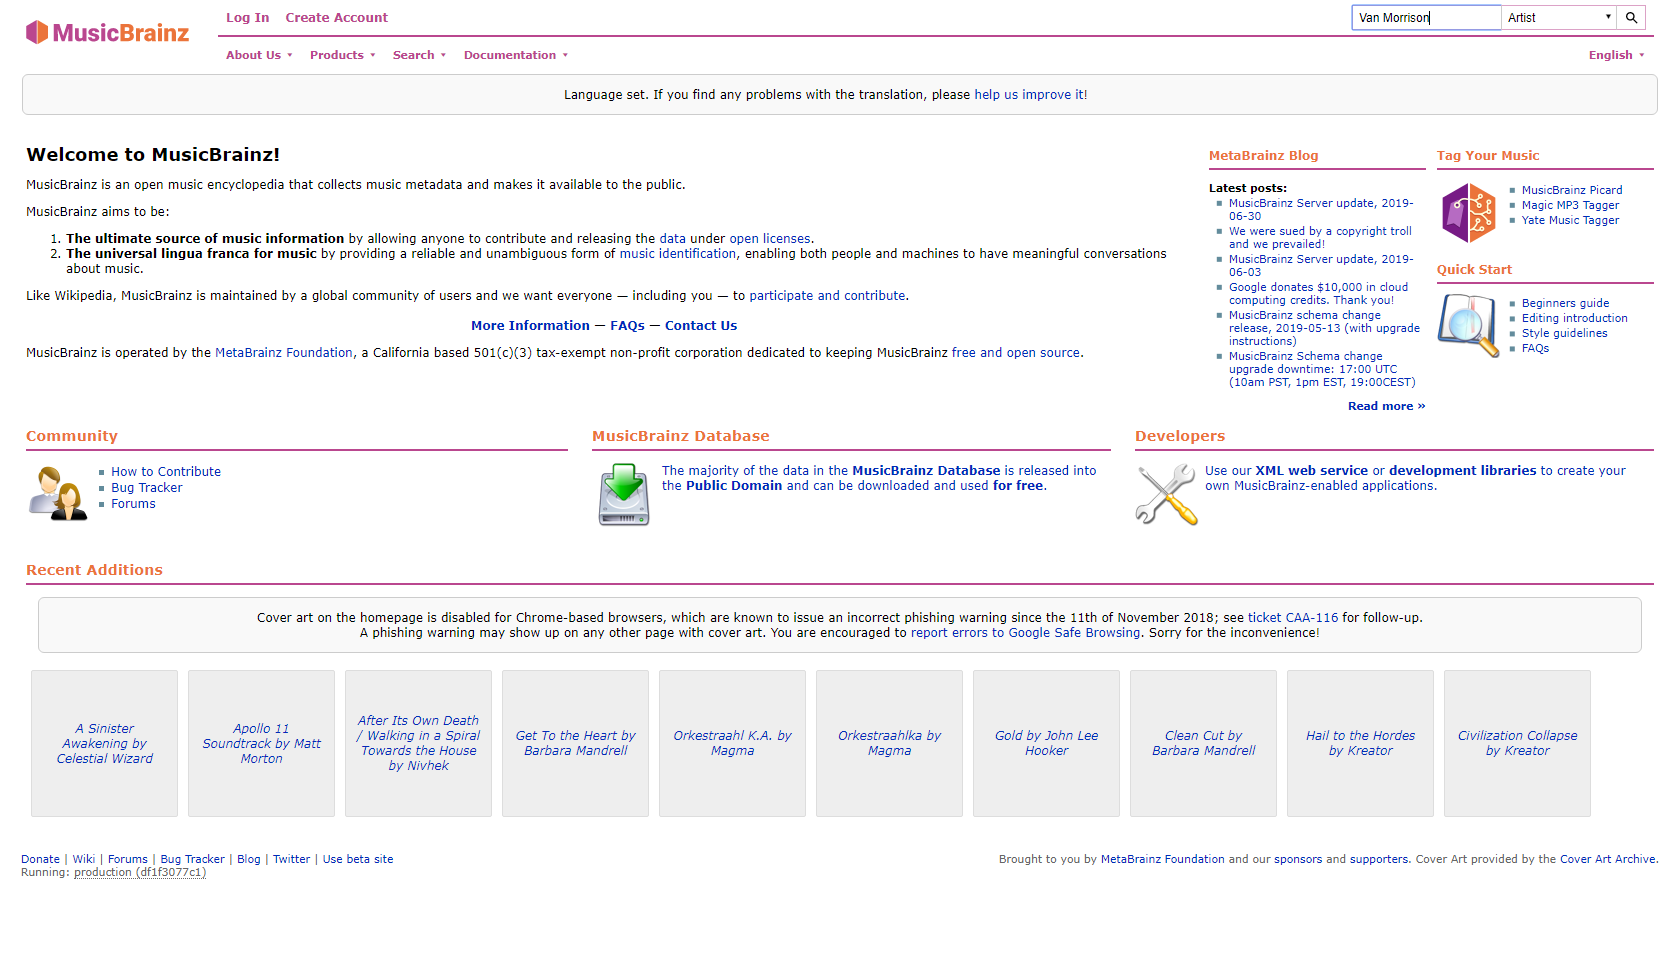 MusicBrainz
Log In Create Account
Van Morrison Artist
About Us Products Search Documentation English
Language set. If you find any problems with the translation, please help us improve it!
Welcome to MusicBrainz!
MusicBrainz is an open music encyclopedia that collects music metadata and makes it available to the public.
MusicBrainz aims to be:
1. The ultimate source of music information by allowing anyone to contribute and releasing the data under open licenses.
2. The universal lingua franca for music by providing a reliable and unambiguous form of music identification, enabling both people and machines to have meaningful conversations
about music.
Like Wikipedia, MusicBrainz is maintained by a global community of users and we want everyone — including you — to participate and contribute.
More Information — FAQs — Contact Us
MusicBrainz is operated by the MetaBrainz Foundation, a California based 501(c)(3) tax-exempt non-profit corporation dedicated to keeping MusicBrainz free and open source.
MetaBrainz Blog
Latest posts:
MusicBrainz Server update, 2019-
06-30
We were sued by a copyright troll
and we prevailed!
MusicBrainz Server update, 2019-
06-03
Google donates $10,000 in cloud
computing credits. Thank you!
MusicBrainz schema change
release, 2019-05-13 (with upgrade
instructions)
MusicBrainz Schema change
upgrade downtime: 17:00 UTC
(10am PST, 1pm EST, 19:00CEST)
Read more »
Tag Your Music
MusicBrainz Picard
Magic MP3 Tagger
Yate Music Tagger
Quick Start
Beginners guide
Editing introduction
Style guidelines
FAQs
Community
How to Contribute
Bug Tracker
Forums
MusicBrainz Database
The majority of the data in the MusicBrainz Database is released into
the Public Domain and can be downloaded and used for free.
Developers
Use our XML web service or development libraries to create your
own MusicBrainz-enabled applications.
Recent Additions
Cover art on the homepage is disabled for Chrome-based browsers, which are known to issue an incorrect phishing warning since the 11th of November 2018; see ticket CAA-116 for follow-up.
A phishing warning may show up on any other page with cover art. You are encouraged to report errors to Google Safe Browsing. Sorry for the inconvenience!
A Sinister
Awakening by
Celestial Wizard
Apollo 11
Soundtrack by Matt
Morton
After Its Own Death
/ Walking in a Spiral
Towards the House
by Nivhek
Get To the Heart by
Barbara Mandrell
Orkestraahl K.A. by
Magma
Orkestraahlka by
Magma
Gold by John Lee
Hooker
Clean Cut by
Barbara Mandrell
Hail to the Hordes
by Kreator
Civilization Collapse
by Kreator
Donate | Wiki | Forums | Bug Tracker | Blog | Twitter | Use beta site
Running: production (df1f3077c1)
Brought to you by MetaBrainz Foundation and our sponsors and supporters. Cover Art provided by the Cover Art Archive.